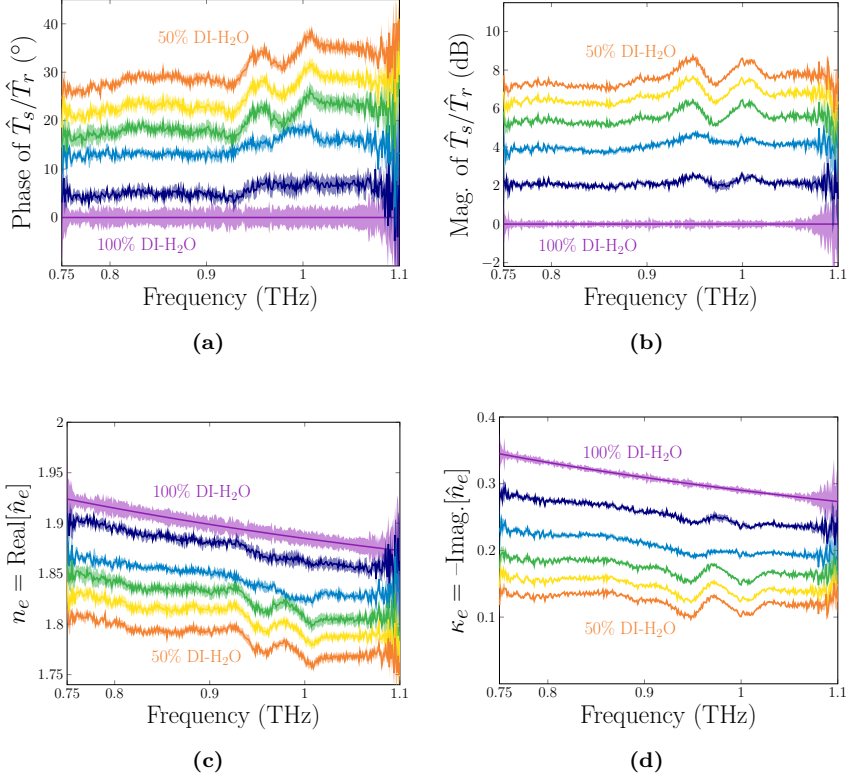 Phase of T̂s/T̂r (°)
40
30
20
10
0
50% DI-H₂O
100% DI-H₂O
0.75
0.9
1
1.1
Frequency (THz)
(a)
Mag. of T̂s/T̂r (dB)
10
8
6
4
2
0
−2
50% DI-H₂O
100% DI-H₂O
0.75
0.8
0.9
1
1.1
Frequency (THz)
(b)
nₑ = Real[n̂ₑ]
2
1.95
1.9
1.85
1.8
1.75
100% DI-H₂O
50% DI-H₂O
0.75
0.8
0.9
1
1.1
Frequency (THz)
(c)
κₑ = −Imag.[n̂ₑ]
0.4
0.3
0.2
0.1
100% DI-H₂O
50% DI-H₂O
0.75
0.8
0.9
1
1.1
Frequency (THz)
(d)